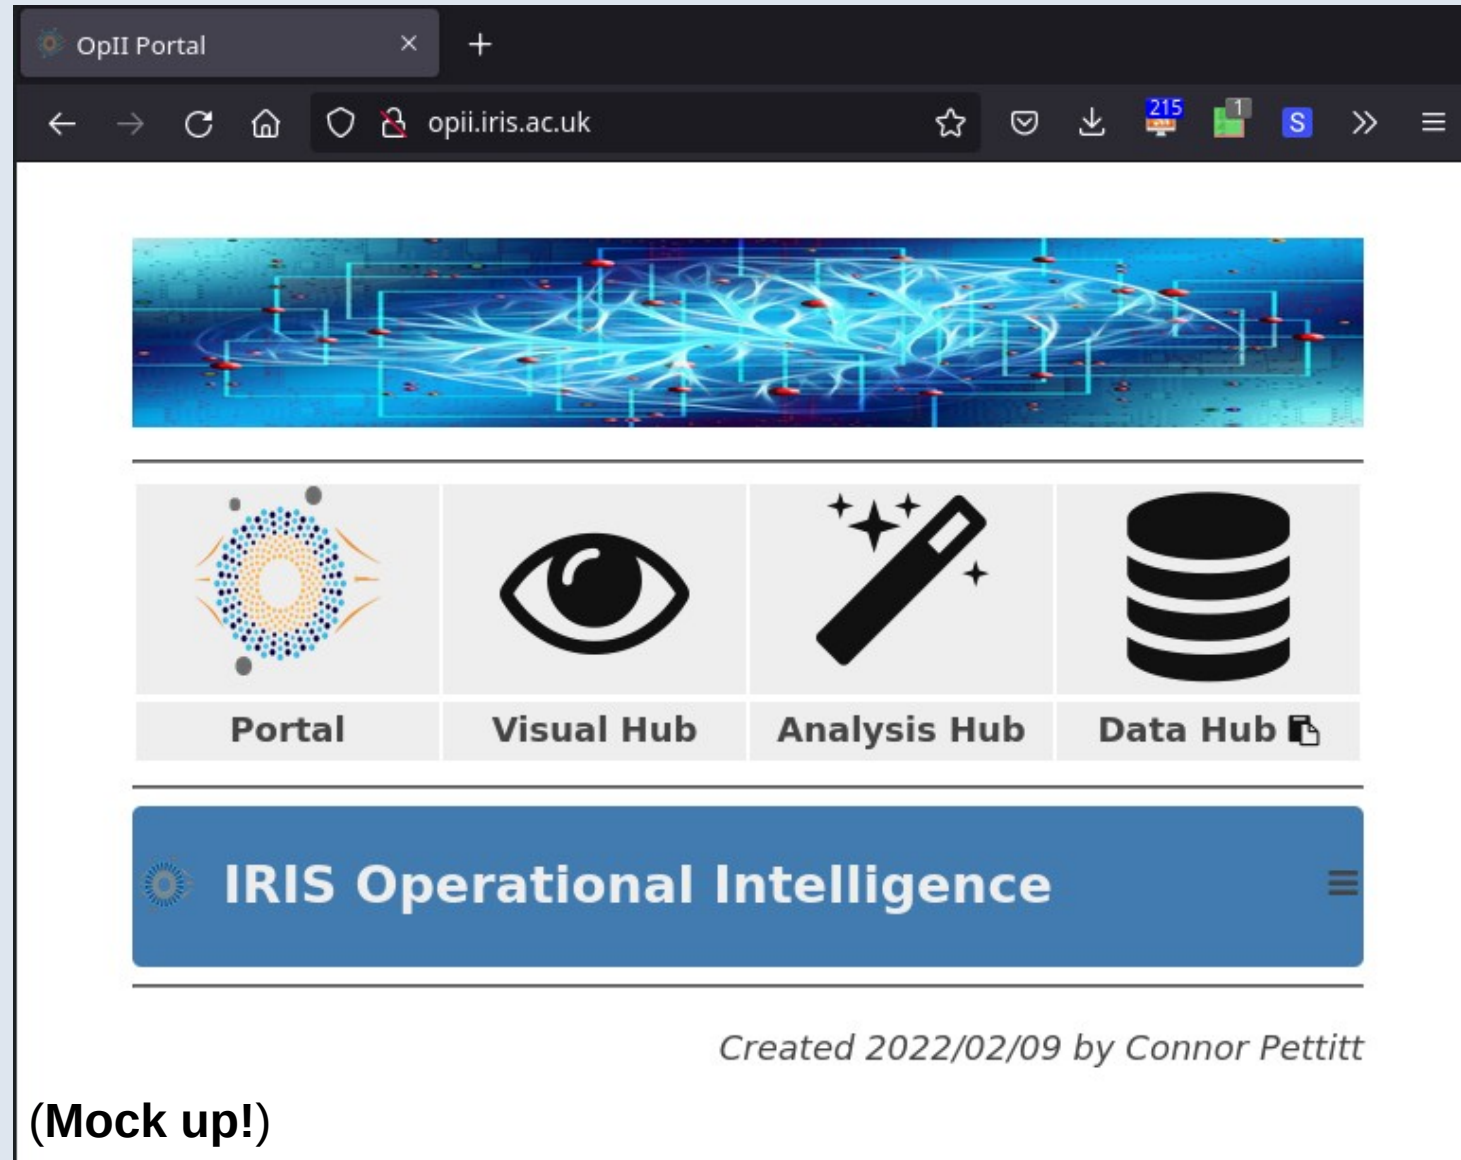 OpII Portal
opii.iris.ac.uk
215
1
S
Portal
Visual Hub
Analysis Hub
Data Hub
IRIS Operational Intelligence
Created 2022/02/09 by Connor Pettitt
(Mock up!)